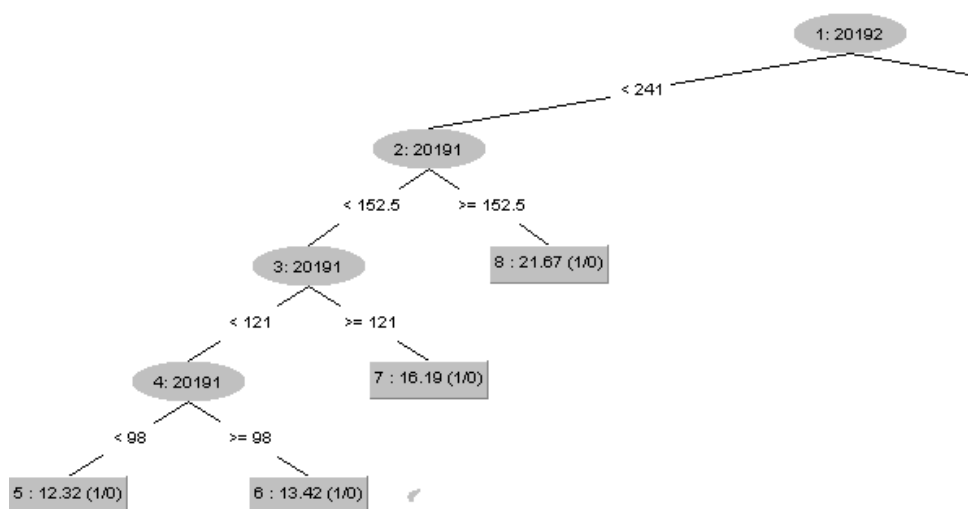 1: 20192
< 241
2: 20191
< 152.5
>= 152.5
3: 20191
8 : 21.67 (1/0)
< 121
>= 121
4: 20191
7 : 16.19 (1/0)
< 98
>= 98
5 : 12.32 (1/0)
6 : 13.42 (1/0)